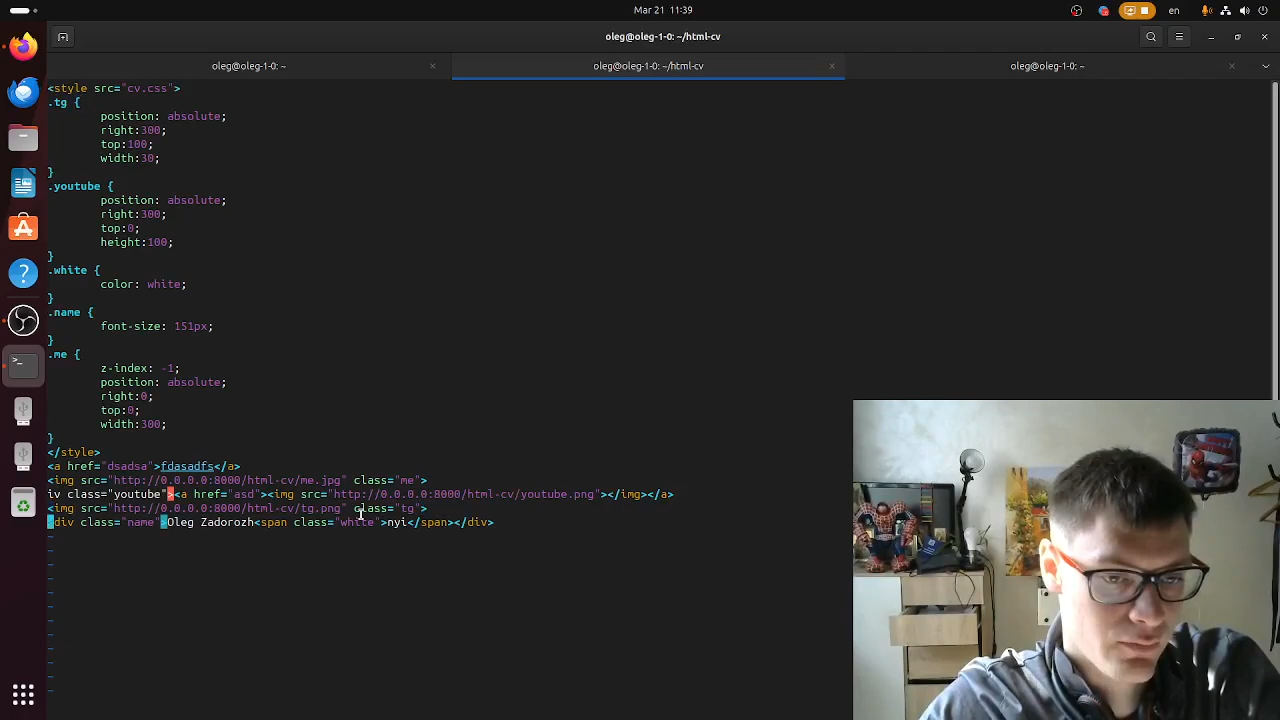 Mar 21 11:39
en
oleg@oleg-1-0: ~/html-cv
oleg@oleg-1-0: ~
oleg@oleg-1-0: ~/html-cv
oleg@oleg-1-0: ~
<style src="cv.css">
.tg {
position: absolute;
right:300;
top:100;
width:30;
}
.youtube {
position: absolute;
right:300;
top:0;
height:100;
}
.white {
color: white;
}
.name {
font-size: 151px;
}
.me {
z-index: -1;
position: absolute;
right:0;
top:0;
width:300;
}
</style>
<a href="dsadsa">fdasadfs</a>
<img src="http://0.0.0.0:8000/html-cv/me.jpg" class="me">
iv class="youtube"><a href="asd"><img src="http://0.0.0.0:8000/html-cv/youtube.png"></img></a>
<img src="http://0.0.0.0:8000/html-cv/tg.png" class="tg">
<div class="name">Oleg Zadorozh<span class="white">nyi</span></div>